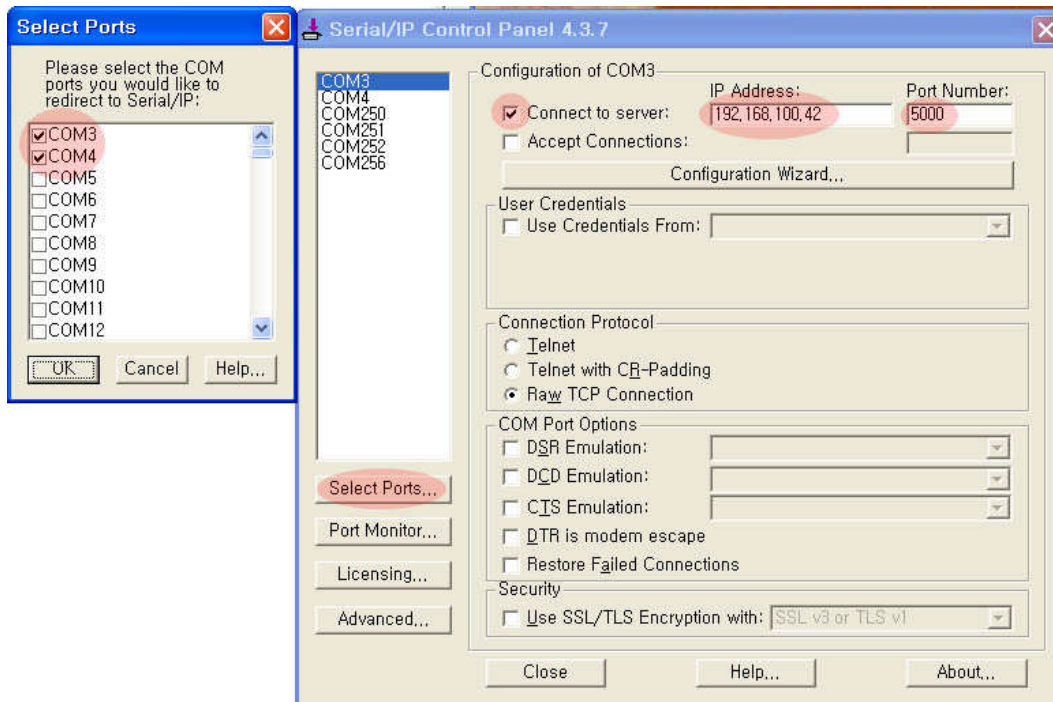 Select Ports
Please select the COM
ports you would like to
redirect to Serial/IP:
COM3
COM4
COM5
COM6
COM7
COM8
COM9
COM10
COM11
COM12
OK
Cancel
Help...
Serial/IP Control Panel 4.3.7
COM3
COM4
COM250
COM251
COM252
COM256
Select Ports...
Port Monitor...
Licensing...
Advanced...
Configuration of COM3
IP Address:
Port Number:
Connect to server:
192.168.100.42
5000
Accept Connections:
Configuration Wizard...
User Credentials
Use Credentials From:
Connection Protocol
Telnet
Telnet with CR-Padding
Raw TCP Connection
COM Port Options
DSR Emulation:
DCD Emulation:
CTS Emulation:
DTR is modem escape
Restore Failed Connections
Security
Use SSL/TLS Encryption with:
SSL v3 or TLS v1
Close
Help...
About...